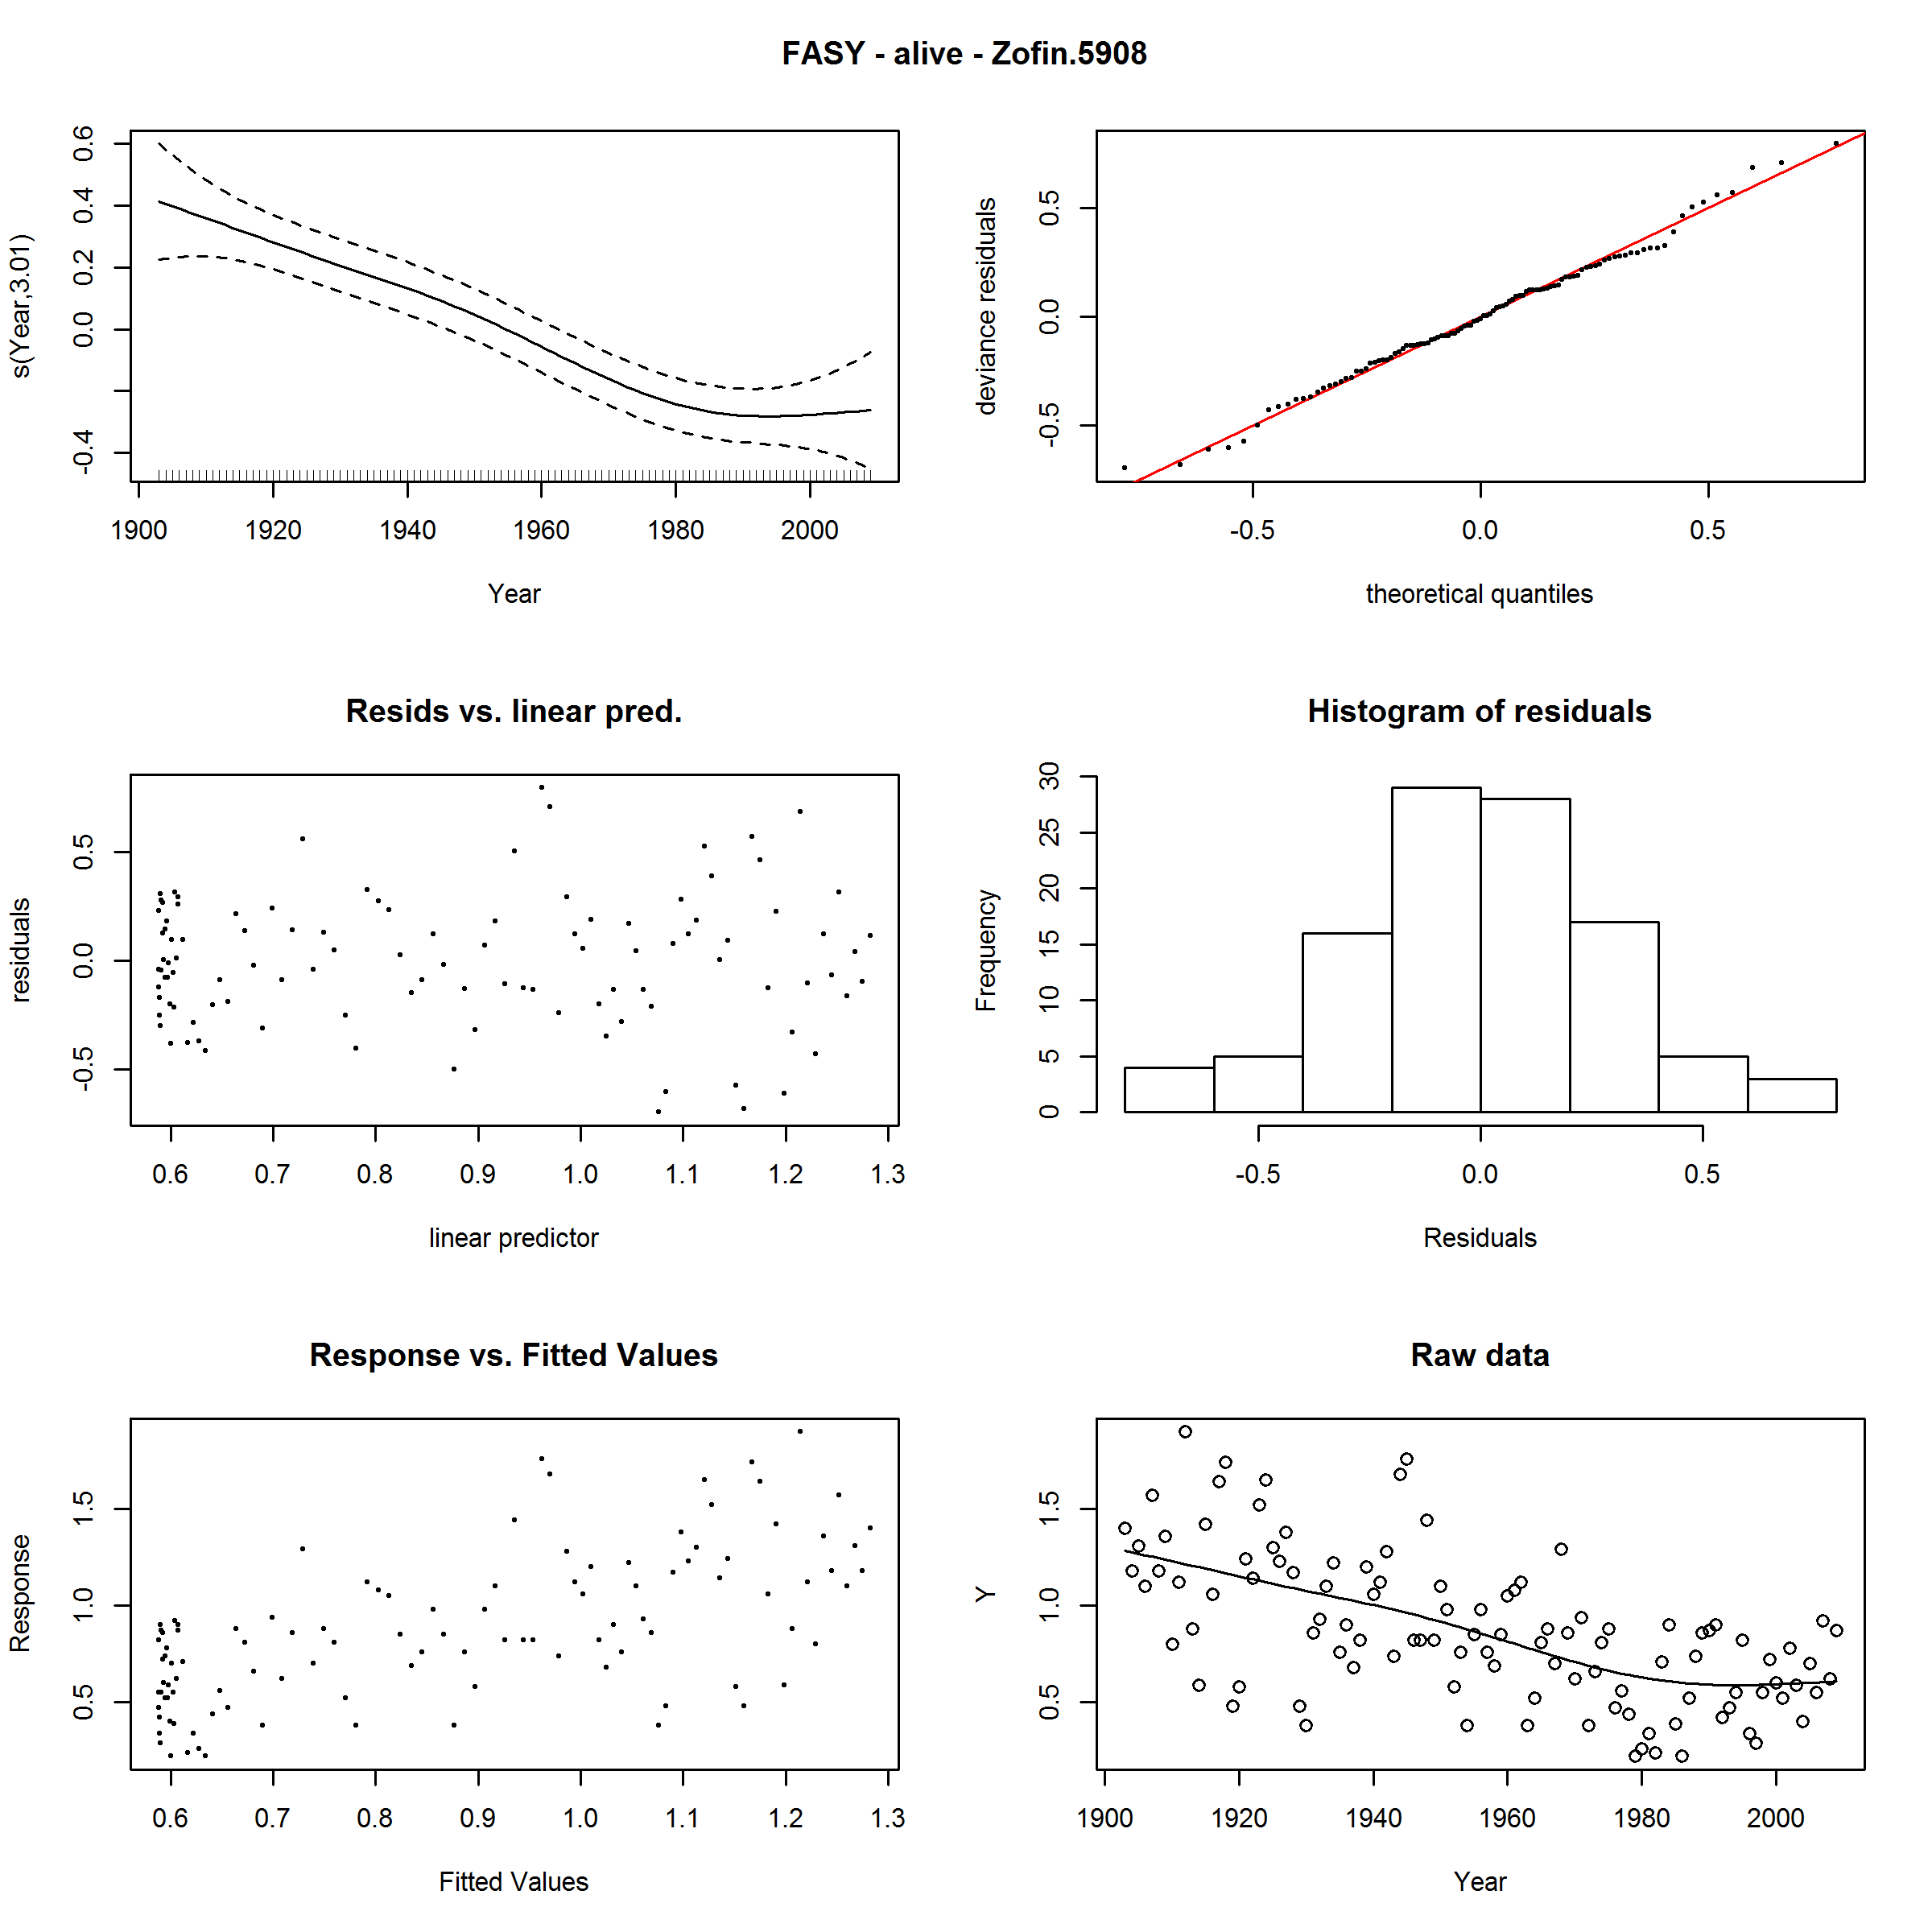 FASY - alive - Zofin.5908
s(Year,3.01)
-0.4 0.0 0.2 0.4 0.6
1900 1920 1940 1960 1980 2000
Year
deviance residuals
-0.5 0.0 0.5
-0.5 0.0 0.5
theoretical quantiles
Resids vs. linear pred.
residuals
-0.5 0.0 0.5
0.6 0.7 0.8 0.9 1.0 1.1 1.2 1.3
linear predictor
Histogram of residuals
Frequency
0 5 10 15 20 25 30
-0.5 0.0 0.5
Residuals
Response vs. Fitted Values
Response
0.5 1.0 1.5
0.6 0.7 0.8 0.9 1.0 1.1 1.2 1.3
Fitted Values
Raw data
Y
0.5 1.0 1.5
1900 1920 1940 1960 1980 2000
Year